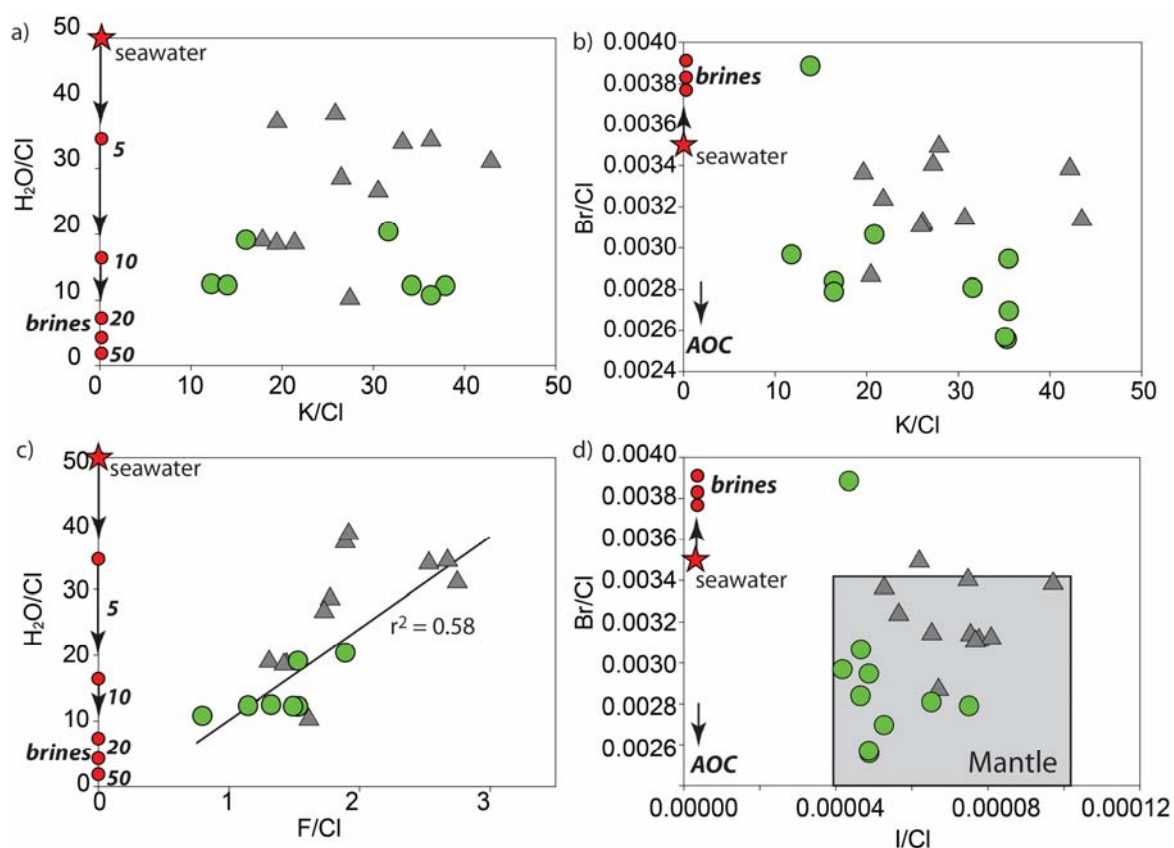 a)
50
40
30
20
10
0
H₂O/Cl
seawater
5
10
brines
20
50
0
10
20
30
40
50
K/Cl
b)
0.0040
0.0038
0.0036
0.0034
0.0032
0.0030
0.0028
0.0026
0.0024
Br/Cl
brines
seawater
AOC
0
10
20
30
40
50
K/Cl
c)
50
40
30
20
10
0
H₂O/Cl
seawater
5
10
brines
20
50
r² = 0.58
0
1
2
3
F/Cl
d)
0.0040
0.0038
0.0036
0.0034
0.0032
0.0030
0.0028
0.0026
Br/Cl
brines
seawater
AOC
Mantle
0.00000
0.00004
0.00008
0.00012
I/Cl